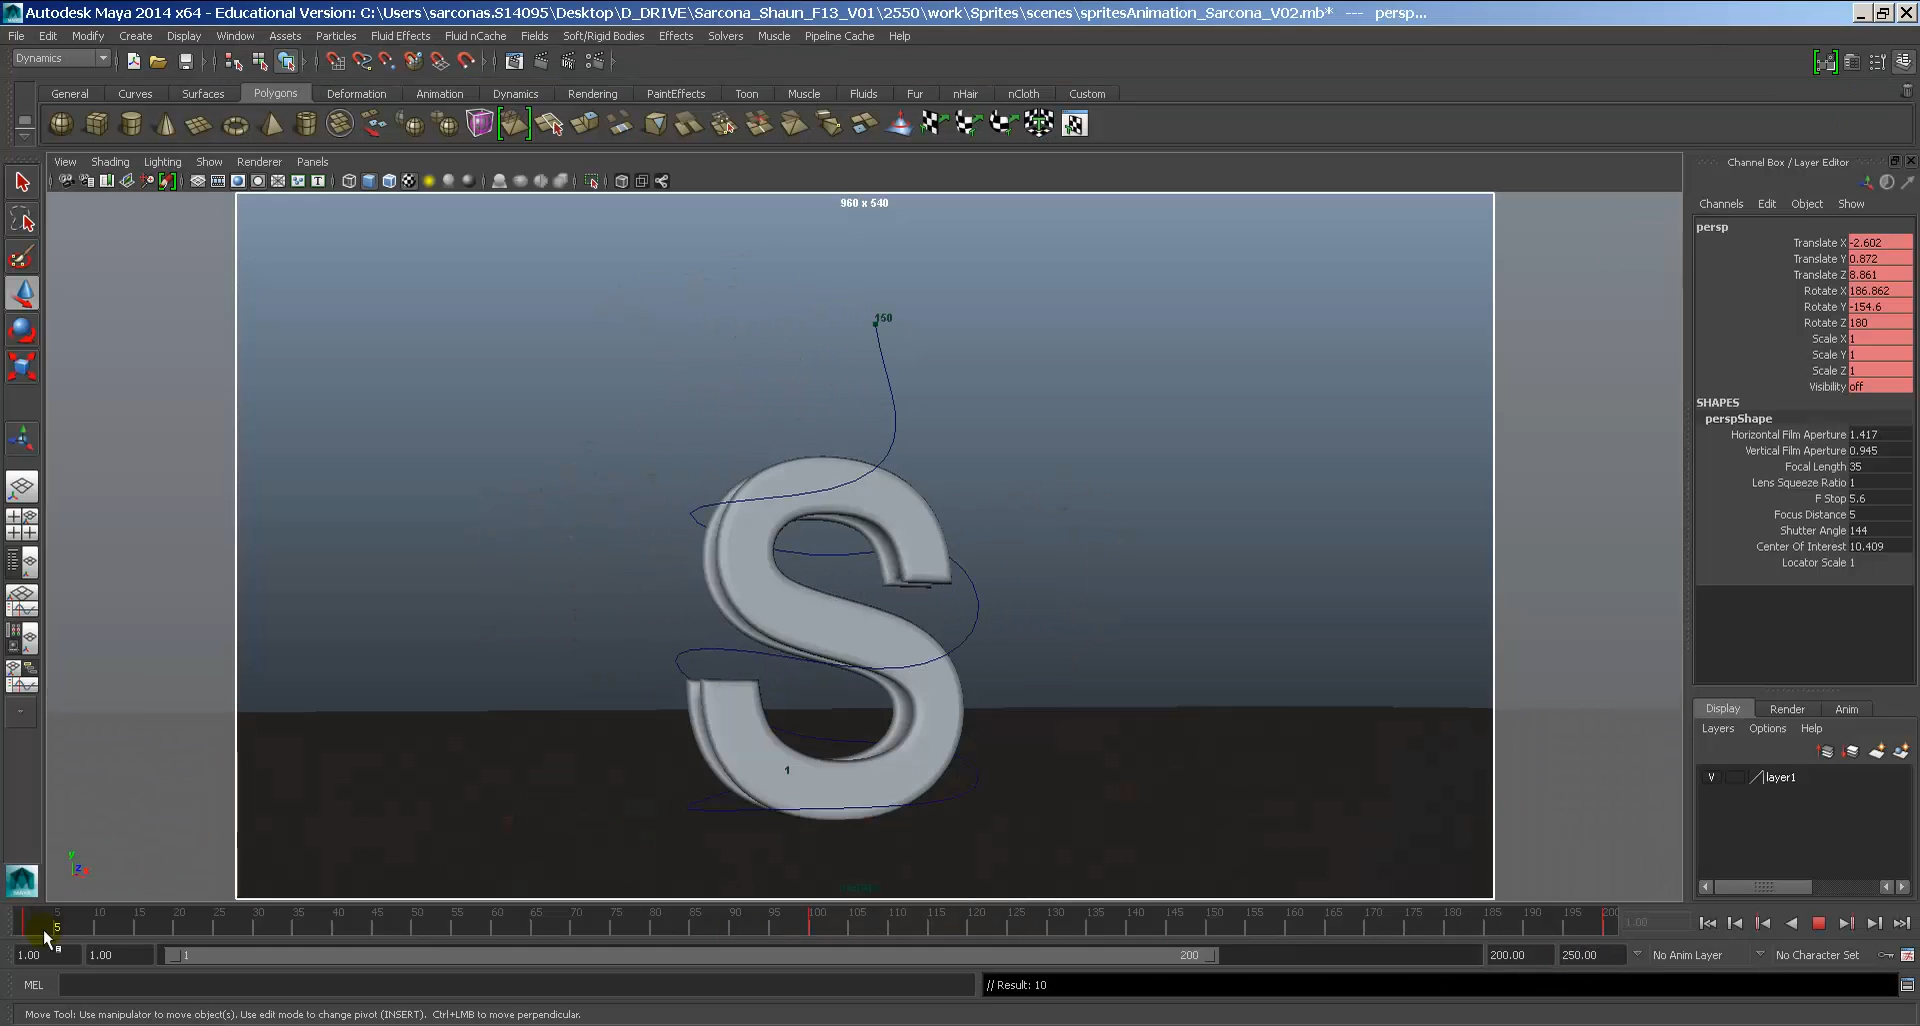 Autodesk Maya 2014 x64 - Educational Version: C:\Users\sarconas.S14095\Desktop\D_DRIVE\Sarcona_Shaun_F13_V01\2550\work\Sprites\scenes\spritesAnimation_Sarcona_V02.mb* --- persp...
File Edit Modify Create Display Window Assets Particles Fluid Effects Fluid nCache Fields Soft/Rigid Bodies Effects Solvers Muscle Pipeline Cache Help
Dynamics
General Curves Surfaces Polygons Deformation Animation Dynamics Rendering PaintEffects Toon Muscle Fluids Fur nHair nCloth Custom
View Shading Lighting Show Renderer Panels
960 x 540
150
S
1
y
z
Channel Box / Layer Editor
Channels Edit Object Show
persp
Translate X -2.602
Translate Y 0.872
Translate Z 8.861
Rotate X 186.862
Rotate Y -154.6
Rotate Z 180
Scale X 1
Scale Y 1
Scale Z 1
Visibility off
SHAPES
perspShape
Horizontal Film Aperture 1.417
Vertical Film Aperture 0.945
Focal Length 35
Lens Squeeze Ratio 1
F Stop 5.6
Focus Distance 5
Shutter Angle 144
Center Of Interest 10.409
Locator Scale 1
Display Render Anim
Layers Options Help
V layer1
5 10 15 20 25 30 35 40 45 50 55 60 65 70 75 80 85 90 95 100 105 110 115 120 125 130 135 140 145 150 155 160 165 170 175 180 185 190 195 200
5
1.00
1.00 1.00 1 200 200.00 250.00 No Anim Layer No Character Set
MEL // Result: 10
Move Tool: Use manipulator to move object(s). Use edit mode to change pivot (INSERT). Ctrl+LMB to move perpendicular.